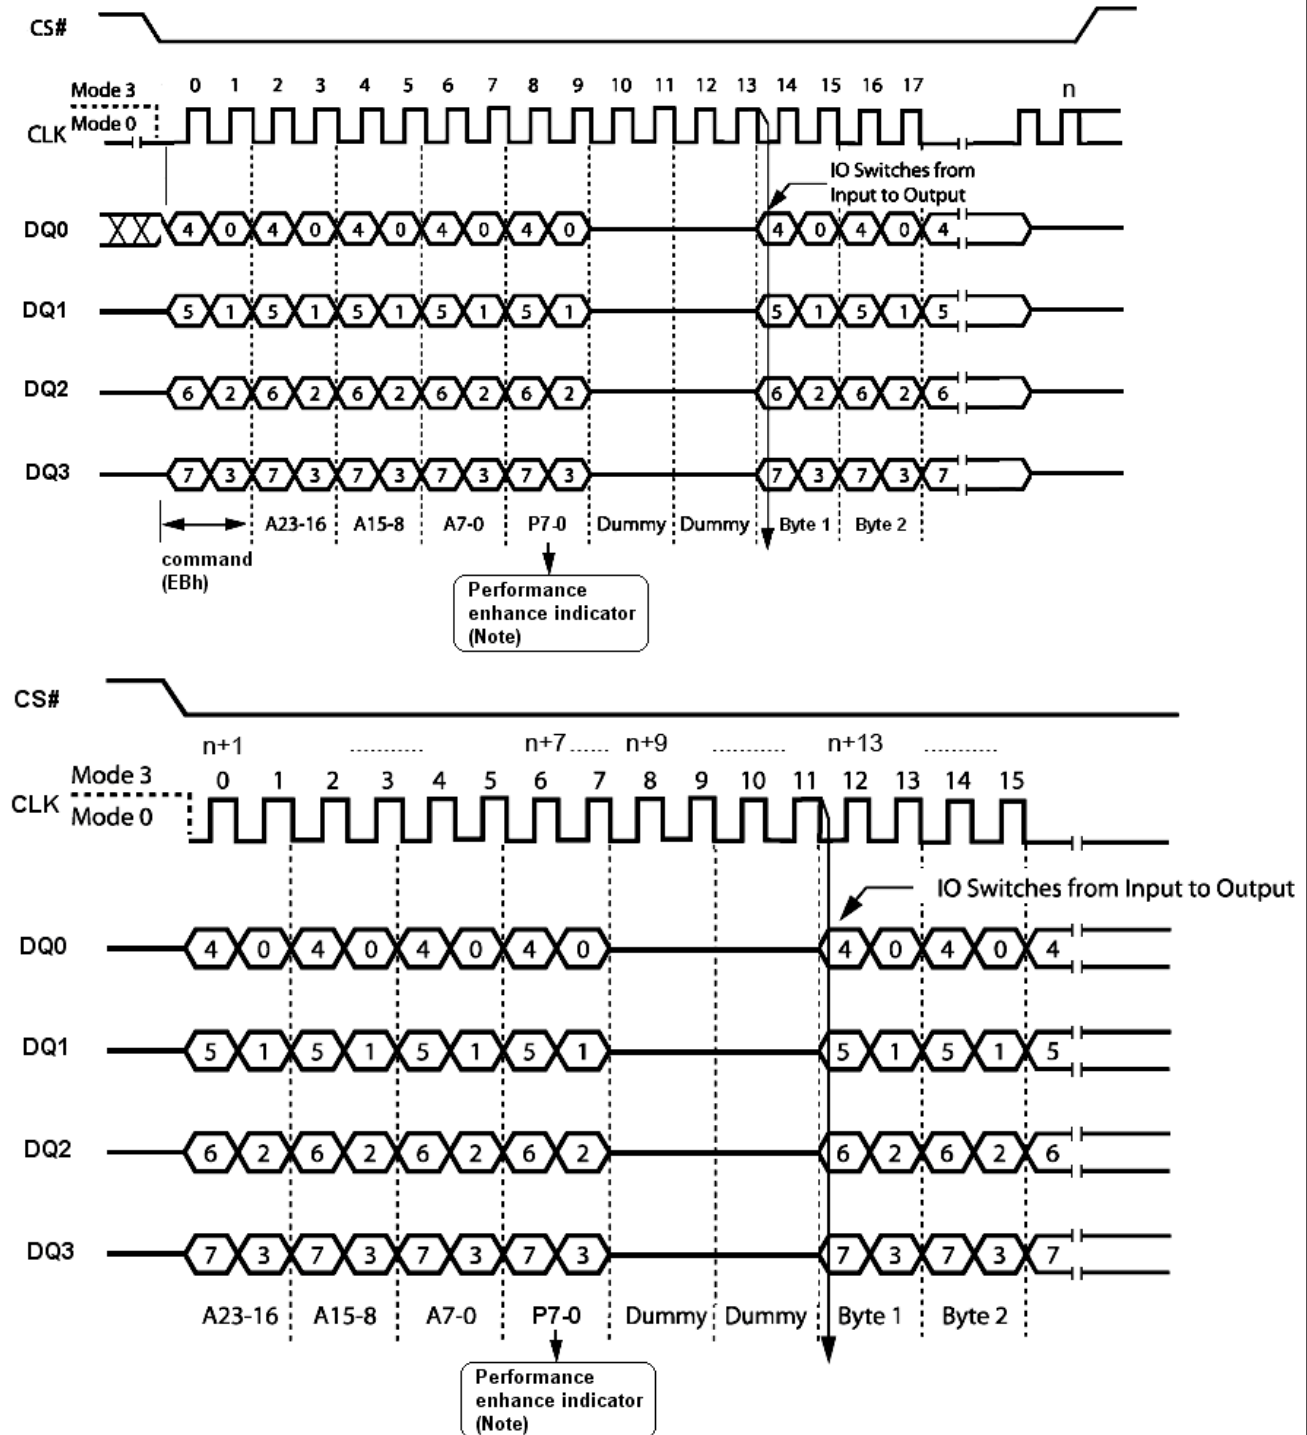 CS#
0 1 2 3 4 5 6 7 8 9 10 11 12 13 14 15 16 17 n
Mode 3
Mode 0
CLK
IO Switches from
Input to Output
DQ0 4 0 4 0 4 0 4 0 4 0 4 0 4 0 4
DQ1 5 1 5 1 5 1 5 1 5 1 5 1 5 1 5
DQ2 6 2 6 2 6 2 6 2 6 2 6 2 6 2 6
DQ3 7 3 7 3 7 3 7 3 7 3 7 3 7 3 7
A23-16 A15-8 A7-0 P7-0 Dummy Dummy Byte 1 Byte 2
command
(EBh)
Performance
enhance indicator
(Note)
CS#
n+1 ........... n+7 ...... n+9 ........... n+13 ...........
Mode 3 0 1 2 3 4 5 6 7 8 9 10 11 12 13 14 15
CLK
Mode 0
IO Switches from Input to Output
DQ0 4 0 4 0 4 0 4 0 4 0 4 0 4
DQ1 5 1 5 1 5 1 5 1 5 1 5 1 5
DQ2 6 2 6 2 6 2 6 2 6 2 6 2 6
DQ3 7 3 7 3 7 3 7 3 7 3 7 3 7
A23-16 A15-8 A7-0 P7-0 Dummy Dummy Byte 1 Byte 2
Performance
enhance indicator
(Note)